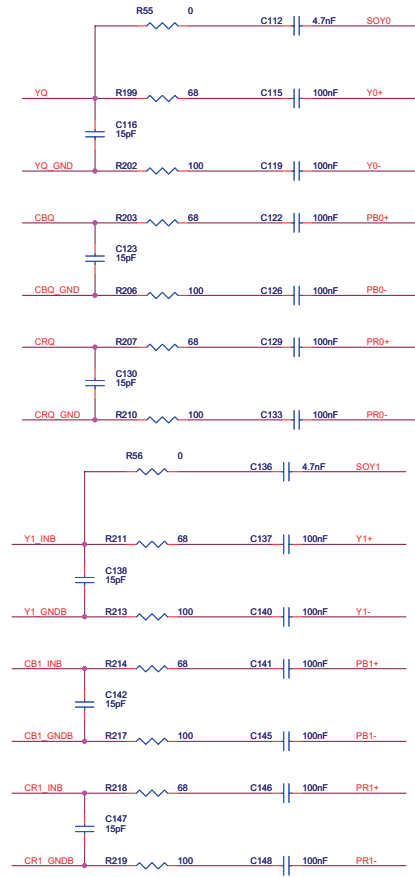 R55 0 C112 4.7nF SOY0
YQ R199 68 C115 100nF Y0+
C116
15pF
YQ_GND R202 100 C119 100nF Y0-
CBQ R203 68 C122 100nF PB0+
C123
15pF
CBQ_GND R206 100 C126 100nF PB0-
CRQ R207 68 C129 100nF PR0+
C130
15pF
CRQ_GND R210 100 C133 100nF PR0-
R56 0 C136 4.7nF SOY1
Y1_INB R211 68 C137 100nF Y1+
C138
15pF
Y1_GNDB R213 100 C140 100nF Y1-
CB1_INB R214 68 C141 100nF PB1+
C142
15pF
CB1_GNDB R217 100 C145 100nF PB1-
CR1_INB R218 68 C146 100nF PR1+
C147
15pF
CR1_GNDB R219 100 C148 100nF PR1-